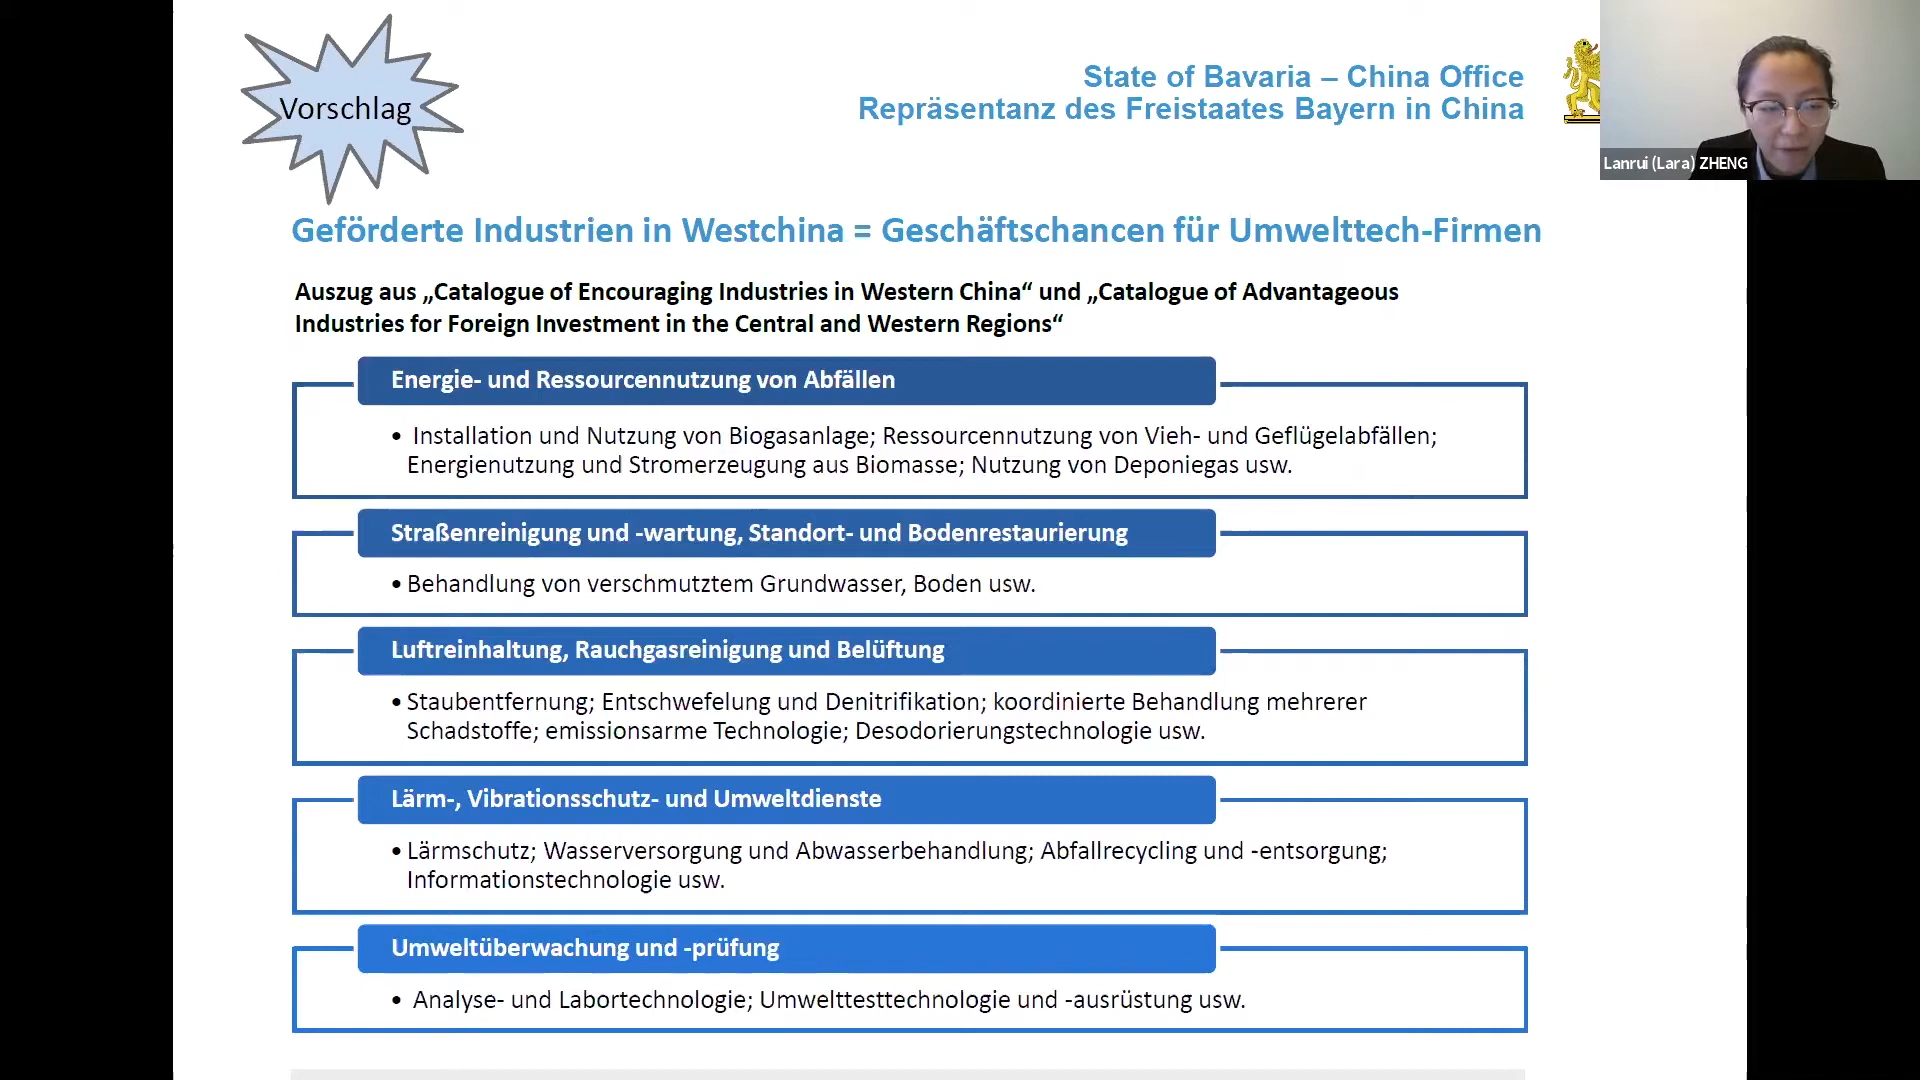 Vorschlag
State of Bavaria – China Office
Repräsentanz des Freistaates Bayern in China
Lanrui (Lara) ZHENG
Geförderte Industrien in Westchina = Geschäftschancen für Umwelttech-Firmen
Auszug aus „Catalogue of Encouraging Industries in Western China“ und „Catalogue of Advantageous
Industries for Foreign Investment in the Central and Western Regions“
Energie- und Ressourcennutzung von Abfällen
• Installation und Nutzung von Biogasanlage; Ressourcennutzung von Vieh- und Geflügelabfällen;
Energienutzung und Stromerzeugung aus Biomasse; Nutzung von Deponiegas usw.
Straßenreinigung und -wartung, Standort- und Bodenrestaurierung
• Behandlung von verschmutztem Grundwasser, Boden usw.
Luftreinhaltung, Rauchgasreinigung und Belüftung
• Staubentfernung; Entschwefelung und Denitrifikation; koordinierte Behandlung mehrerer
Schadstoffe; emissionsarme Technologie; Desodorierungstechnologie usw.
Lärm-, Vibrationsschutz- und Umweltdienste
• Lärmschutz; Wasserversorgung und Abwasserbehandlung; Abfallrecycling und -entsorgung;
Informationstechnologie usw.
Umweltüberwachung und -prüfung
• Analyse- und Labortechnologie; Umwelttesttechnologie und -ausrüstung usw.